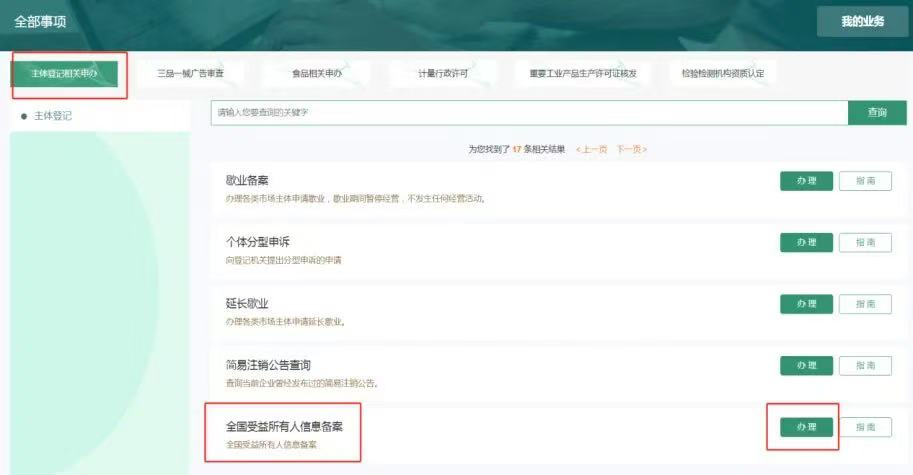 全部事项
我的业务
主体登记相关申办
三品一械广告审查
食品相关申办
计量行政许可
重要工业产品生产许可证核发
检验检测机构资质认定
主体登记
请输入您要查询的关键字
查询
为您找到了 17 条相关结果 <上一页 下一页>
歇业备案
办理各类市场主体申请歇业，歇业期间暂停经营，不发生任何经营活动。
办 理
指 南
个体分型申诉
向登记机关提出分型申诉的申请
办 理
指 南
延长歇业
办理各类市场主体申请延长歇业。
办 理
指 南
简易注销公告查询
查询当前企业曾经发布过的简易注销公告。
办 理
指 南
全国受益所有人信息备案
全国受益所有人信息备案
办 理
指 南